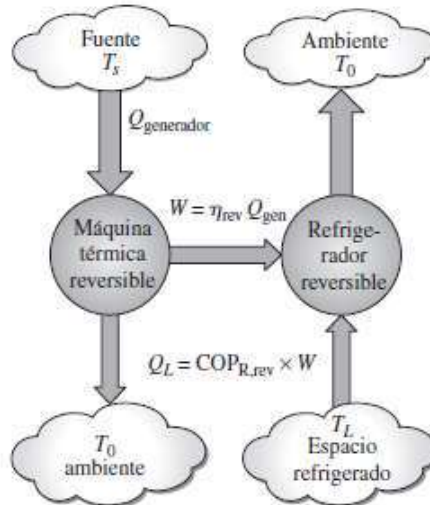 Fuente
T_s
Ambiente
T_0
Q_generador
W = η_rev Q_gen
Máquina
térmica
reversible
Refrige-
rador
reversible
Q_L = COP_R,rev × W
T_0
ambiente
T_L
Espacio
refrigerado